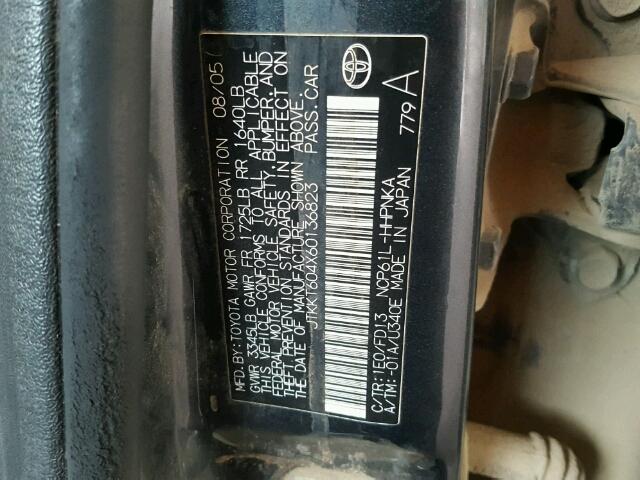 MFD.BY:TOYOTA MOTOR CORPORATION 08/05
GVWR 3345LB GAWR FR 1725LB RR 1640LB
THIS VEHICLE CONFORMS TO ALL APPLICABLE
FEDERAL MOTOR VEHICLE SAFETY, BUMPER, AND
THEFT PREVENTION STANDARDS IN EFFECT ON
THE DATE OF MANUFACTURE SHOWN ABOVE.
JTKKT604X60136823 PASS.CAR
C/TR:1E0/FD13 NCP61L-HHPNKA
A/TM:-01A/U340E MADE IN JAPAN 779 A